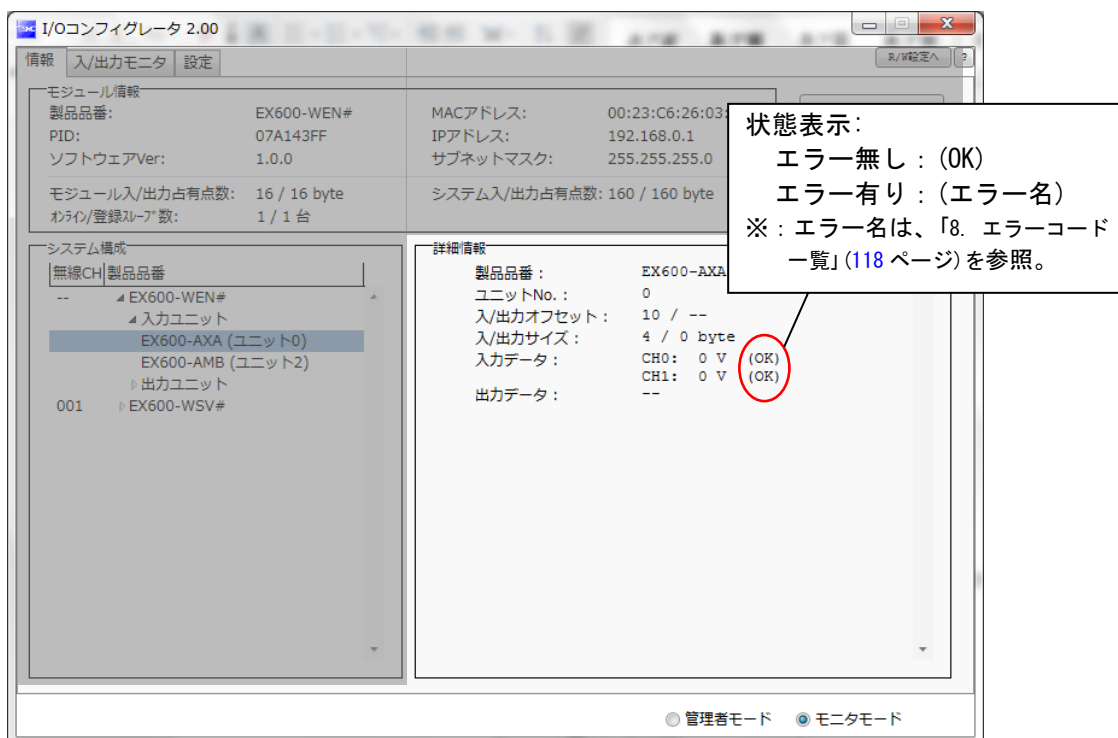 I/Oコンフィグレータ 2.00
情報 入/出力モニタ 設定
R/W設定へ ?
モジュール情報
製品品番: EX600-WEN#
PID: 07A143FF
ソフトウェアVer: 1.0.0
MACアドレス: 00:23:C6:26:03:
IPアドレス: 192.168.0.1
サブネットマスク: 255.255.255.0
モジュール入/出力占有点数: 16 / 16 byte
オンライン/登録スレーブ数: 1 / 1 台
システム入/出力占有点数: 160 / 160 byte
状態表示:
エラー無し:(OK)
エラー有り:(エラー名)
※:エラー名は、「8. エラーコード
一覧」(118 ページ)を参照。
システム構成
無線CH 製品品番
-- EX600-WEN#
入力ユニット
EX600-AXA (ユニット0)
EX600-AMB (ユニット2)
出力ユニット
001 EX600-WSV#
詳細情報
製品品番: EX600-AXA
ユニットNo.: 0
入/出力オフセット: 10 / --
入/出力サイズ: 4 / 0 byte
入力データ: CH0: 0 V (OK)
CH1: 0 V (OK)
出力データ: --
管理者モード モニタモード